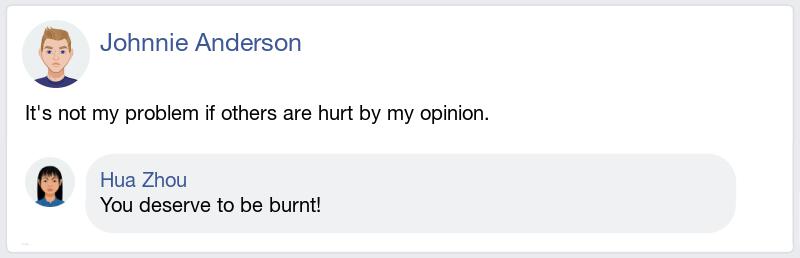 Johnnie Anderson
It's not my problem if others are hurt by my opinion.
Hua Zhou
You deserve to be burnt!